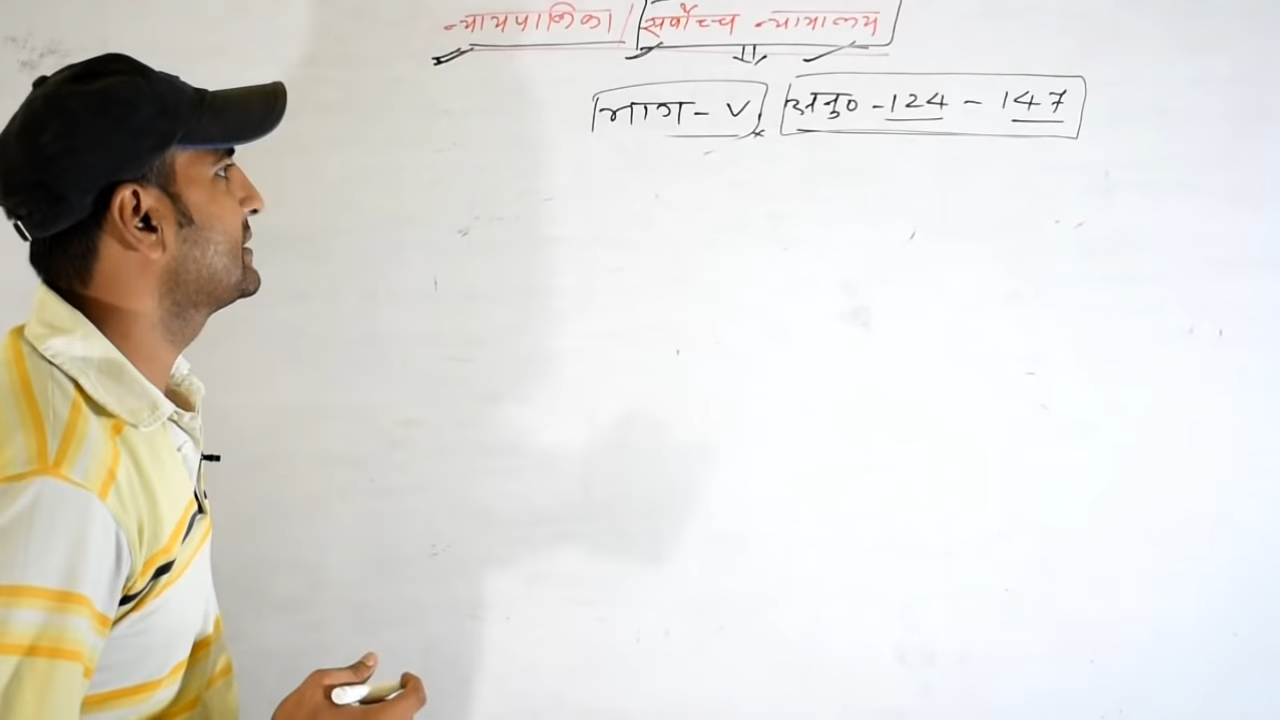 न्यायपालिका / सर्वोच्च न्यायालय
भाग - V, अनु० - 124 - 147